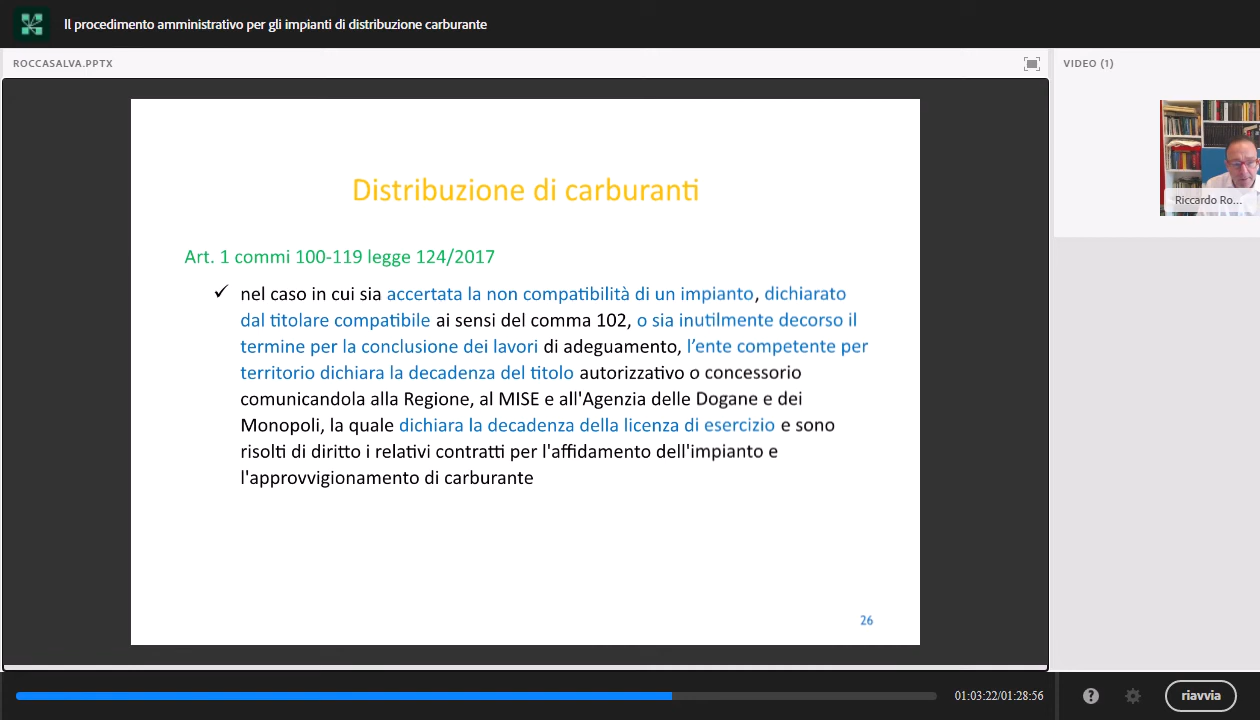 Il procedimento amministrativo per gli impianti di distribuzione carburante
ROCCASALVA.PPTX
VIDEO (1)
Distribuzione di carburanti
Art. 1 commi 100-119 legge 124/2017
✓ nel caso in cui sia accertata la non compatibilità di un impianto, dichiarato
dal titolare compatibile ai sensi del comma 102, o sia inutilmente decorso il
termine per la conclusione dei lavori di adeguamento, l’ente competente per
territorio dichiara la decadenza del titolo autorizzativo o concessorio
comunicandola alla Regione, al MISE e all'Agenzia delle Dogane e dei
Monopoli, la quale dichiara la decadenza della licenza di esercizio e sono
risolti di diritto i relativi contratti per l'affidamento dell'impianto e
l'approvvigionamento di carburante
26
Riccardo Ro...
01:03:22/01:28:56
?
riavvia